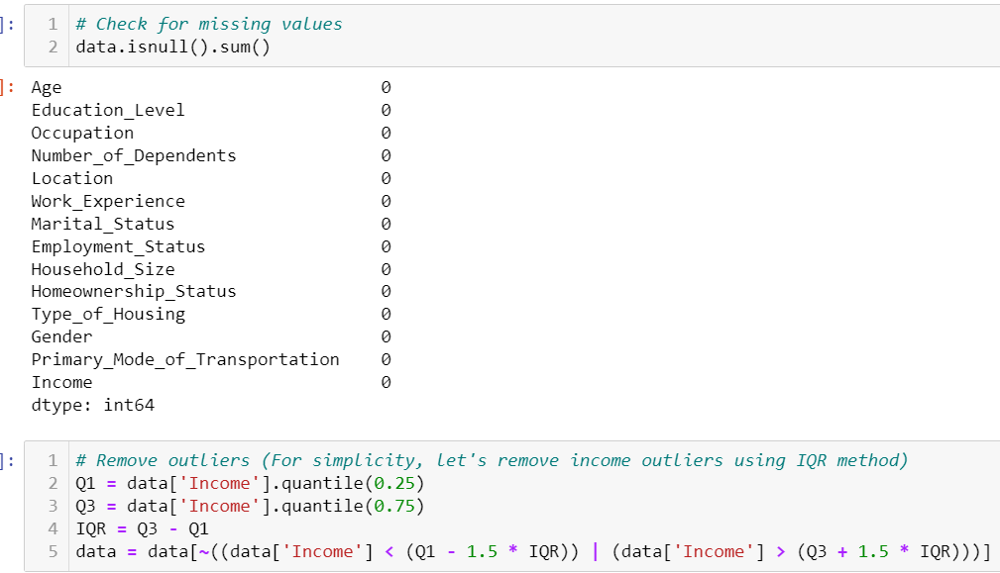 ]:
1 # Check for missing values
2 data.isnull().sum()
]:
Age 0
Education_Level 0
Occupation 0
Number_of_Dependents 0
Location 0
Work_Experience 0
Marital_Status 0
Employment_Status 0
Household_Size 0
Homeownership_Status 0
Type_of_Housing 0
Gender 0
Primary_Mode_of_Transportation 0
Income 0
dtype: int64
]:
1 # Remove outliers (For simplicity, let's remove income outliers using IQR method)
2 Q1 = data['Income'].quantile(0.25)
3 Q3 = data['Income'].quantile(0.75)
4 IQR = Q3 - Q1
5 data = data[~((data['Income'] < (Q1 - 1.5 * IQR)) | (data['Income'] > (Q3 + 1.5 * IQR)))]